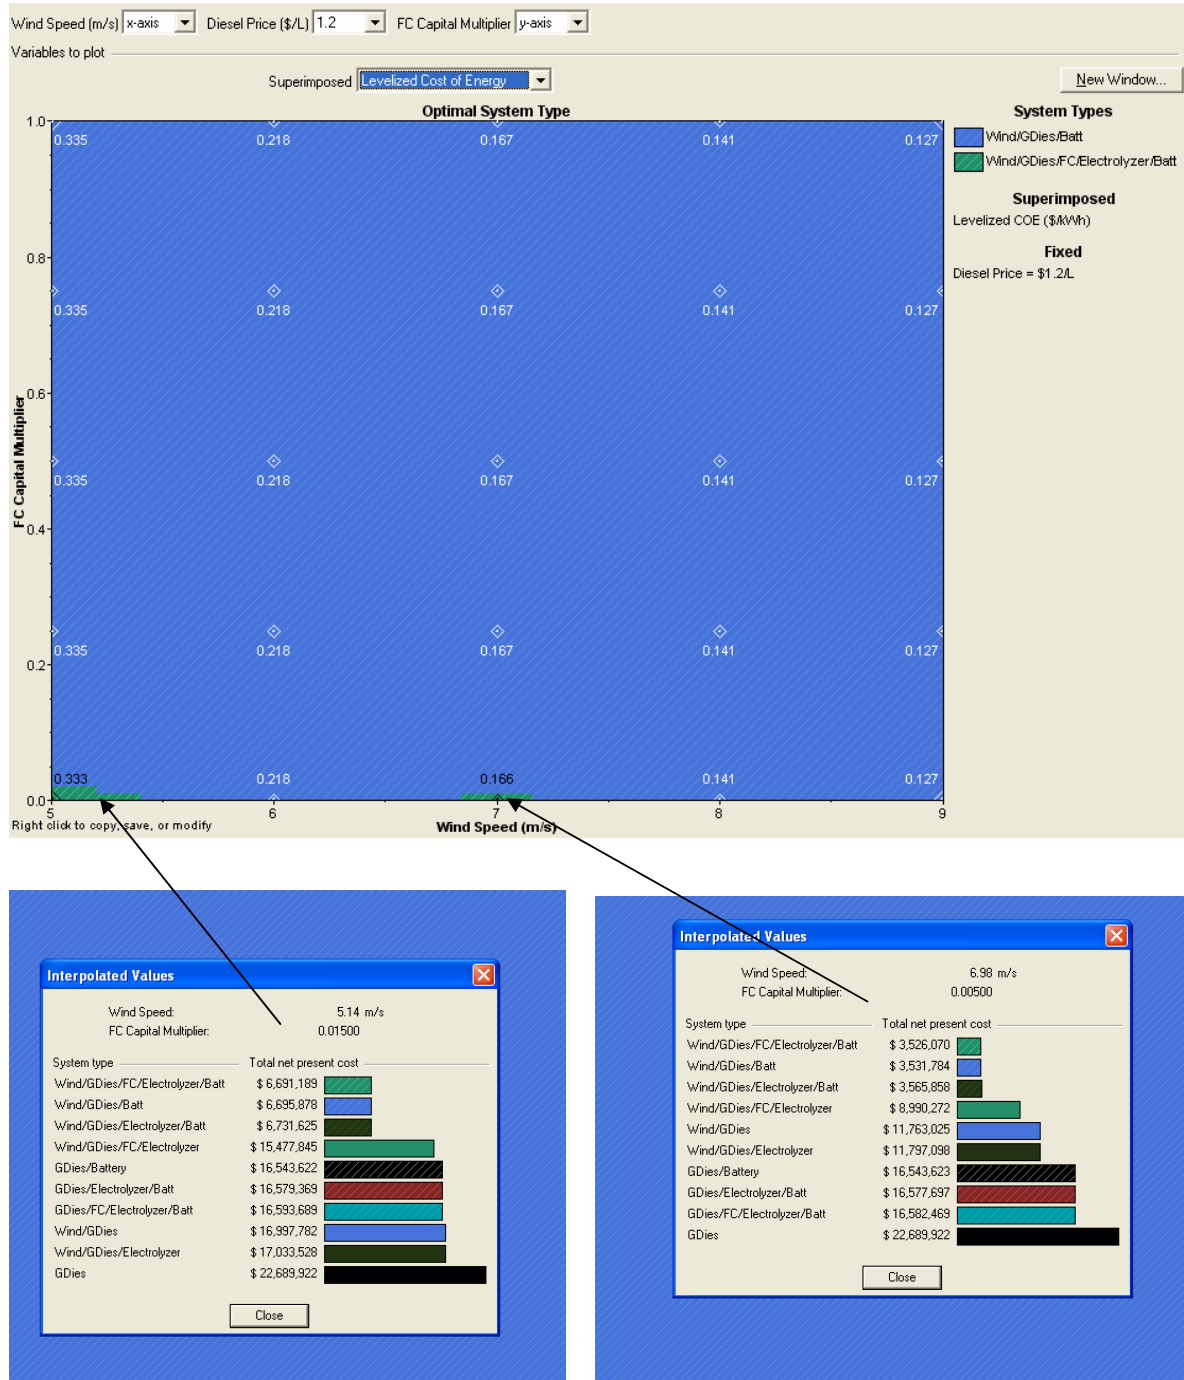 Wind Speed (m/s) x-axis Diesel Price ($/L) 1.2 FC Capital Multiplier y-axis
Variables to plot
Superimposed Levelized Cost of Energy New Window...
Optimal System Type
System Types
Wind/GDies/Batt
Wind/GDies/FC/Electrolyzer/Batt
Superimposed
Levelized COE ($/kWh)
Fixed
Diesel Price = $1.2/L
FC Capital Multiplier
1.0
0.335 0.218 0.167 0.141 0.127
0.8
0.335 0.218 0.167 0.141 0.127
0.6
0.335 0.218 0.167 0.141 0.127
0.4
0.335 0.218 0.167 0.141 0.127
0.2
0.333 0.218 0.166 0.141 0.127
0.0
5 6 7 8 9
Right click to copy, save, or modify
Wind Speed (m/s)
Interpolated Values
Wind Speed: 5.14 m/s
FC Capital Multiplier: 0.01500
System type Total net present cost
Wind/GDies/FC/Electrolyzer/Batt $ 6,691,189
Wind/GDies/Batt $ 6,695,878
Wind/GDies/Electrolyzer/Batt $ 6,731,625
Wind/GDies/FC/Electrolyzer $ 15,477,845
GDies/Battery $ 16,543,622
GDies/Electrolyzer/Batt $ 16,579,369
GDies/FC/Electrolyzer/Batt $ 16,593,689
Wind/GDies $ 16,997,782
Wind/GDies/Electrolyzer $ 17,033,528
GDies $ 22,689,922
Close
Interpolated Values
Wind Speed: 6.98 m/s
FC Capital Multiplier: 0.00500
System type Total net present cost
Wind/GDies/FC/Electrolyzer/Batt $ 3,526,070
Wind/GDies/Batt $ 3,531,784
Wind/GDies/Electrolyzer/Batt $ 3,565,858
Wind/GDies/FC/Electrolyzer $ 8,990,272
Wind/GDies $ 11,763,025
Wind/GDies/Electrolyzer $ 11,797,098
GDies/Battery $ 16,543,623
GDies/Electrolyzer/Batt $ 16,577,697
GDies/FC/Electrolyzer/Batt $ 16,582,469
GDies $ 22,689,922
Close